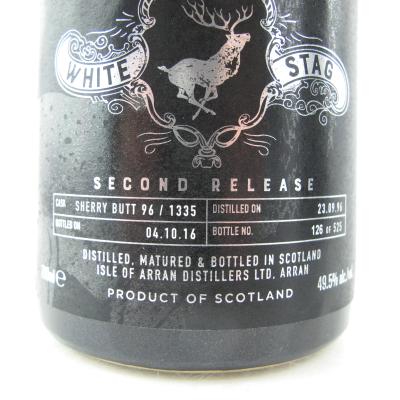 WHITE STAG
SECOND RELEASE
CASK SHERRY BUTT 96 / 1335 DISTILLED ON 23.09.96
BOTTLED ON 04.10.16 BOTTLE NO. 126 OF 525
DISTILLED, MATURED & BOTTLED IN SCOTLAND
ISLE OF ARRAN DISTILLERS LTD. ARRAN
PRODUCT OF SCOTLAND 49.5% alc.